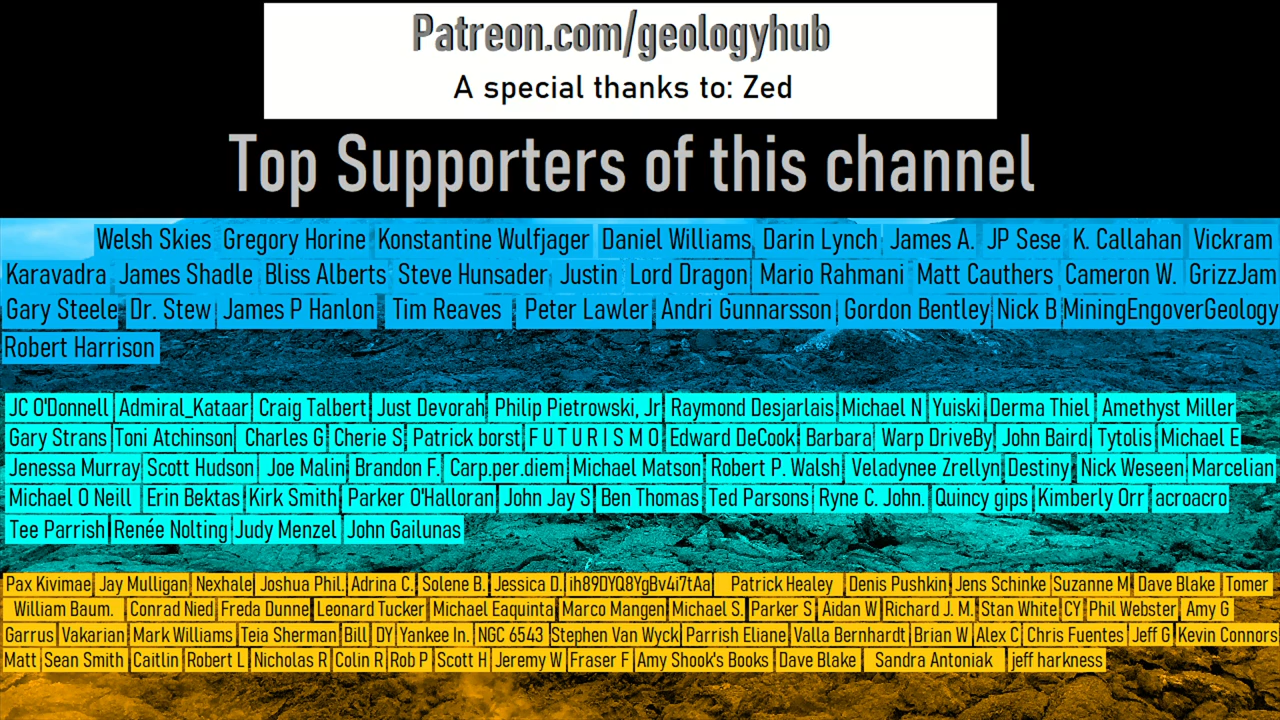 Patreon.com/geologyhub
A special thanks to: Zed
Top Supporters of this channel
Welsh Skies Gregory Horine Konstantine Wulfjager Daniel Williams Darin Lynch James A. JP Sese K. Callahan Vickram
Karavadra James Shadle Bliss Alberts Steve Hunsader Justin Lord Dragon Mario Rahmani Matt Cauthers Cameron W. GrizzJam
Gary Steele Dr. Stew James P Hanlon Tim Reaves Peter Lawler Andri Gunnarsson Gordon Bentley Nick B MiningEngoverGeology
Robert Harrison
JC O'Donnell Admiral_Kataar Craig Talbert Just Devorah Philip Pietrowski, Jr Raymond Desjarlais Michael N Yuiski Derma Thiel Amethyst Miller
Gary Strans Toni Atchinson Charles G Cherie S Patrick borst F U T U R I S M O Edward DeCook Barbara Warp DriveBy John Baird Tytolis Michael E
Jenessa Murray Scott Hudson Joe Malin Brandon F. Carp.per.diem Michael Matson Robert P. Walsh Veladynee Zrellyn Destiny Nick Weseen Marcelian
Michael O Neill Erin Bektas Kirk Smith Parker O'Halloran John Jay S Ben Thomas Ted Parsons Ryne C. John. Quincy gips Kimberly Orr acroacro
Tee Parrish Renée Nolting Judy Menzel John Gailunas
Pax Kivimae Jay Mulligan Nexhale Joshua Phil. Adrina C. Solene B. Jessica D. ih89DYQ8YgBv4i7tAa Patrick Healey Denis Pushkin Jens Schinke Suzanne M Dave Blake Tomer
William Baum. Conrad Nied Freda Dunne Leonard Tucker Michael Eaquinta Marco Mangen Michael S. Parker S Aidan W Richard J. M. Stan White CY Phil Webster Amy G
Garrus Vakarian Mark Williams Teia Sherman Bill DY Yankee In. NGC 6543 Stephen Van Wyck Parrish Eliane Valla Bernhardt Brian W Alex C Chris Fuentes Jeff G Kevin Connors
Matt Sean Smith Caitlin Robert L Nicholas R Colin R Rob P Scott H Jeremy W Fraser F Amy Shook's Books Dave Blake Sandra Antoniak jeff harkness